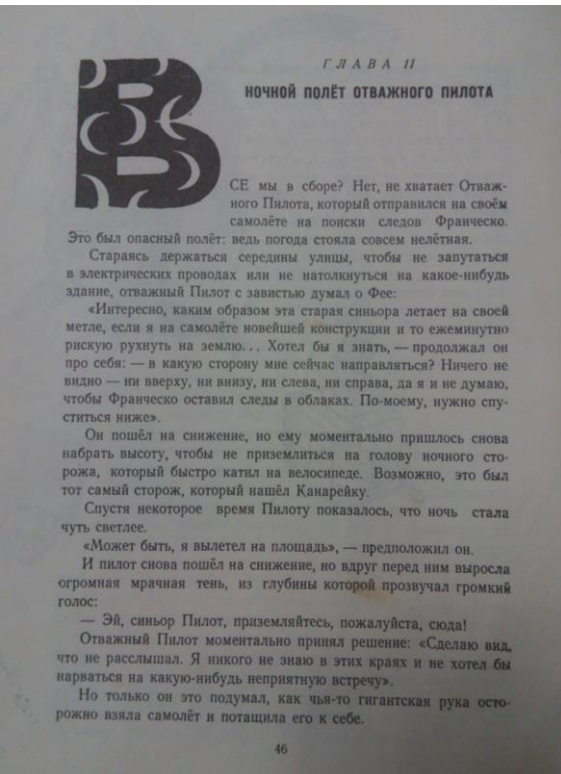 ГЛАВА II
НОЧНОЙ ПОЛЁТ ОТВАЖНОГО ПИЛОТА
ВСЕ мы в сборе? Нет, не хватает Отваж-
ного Пилота, который отправился на своём
самолёте на поиски следов Франческо.
Это был опасный полёт: ведь погода стояла совсем нелётная.
Стараясь держаться середины улицы, чтобы не запутаться
в электрических проводах или не натолкнуться на какое-нибудь
здание, отважный Пилот с завистью думал о Фее:
«Интересно, каким образом эта старая синьора летает на своей
метле, если я на самолёте новейшей конструкции и то ежеминутно
рискую рухнуть на землю... Хотел бы я знать, — продолжал он
про себя: — в какую сторону мне сейчас направляться? Ничего не
видно — ни вверху, ни внизу, ни слева, ни справа, да я и не думаю,
чтобы Франческо оставил следы в облаках. По-моему, нужно спу-
ститься ниже».
Он пошёл на снижение, но ему моментально пришлось снова
набрать высоту, чтобы не приземлиться на голову ночного сто-
рожа, который быстро катил на велосипеде. Возможно, это был
тот самый сторож, который нашёл Канарейку.
Спустя некоторое время Пилоту показалось, что ночь стала
чуть светлее.
«Может быть, я вылетел на площадь», — предположил он.
И пилот снова пошёл на снижение, но вдруг перед ним выросла
огромная мрачная тень, из глубины которой прозвучал громкий
голос:
— Эй, синьор Пилот, приземляйтесь, пожалуйста, сюда!
Отважный Пилот моментально принял решение: «Сделаю вид,
что не расслышал. Я никого не знаю в этих краях и не хотел бы
нарваться на какую-нибудь неприятную встречу».
Но только он это подумал, как чья-то гигантская рука осто-
рожно взяла самолёт и потащила его к себе.
46